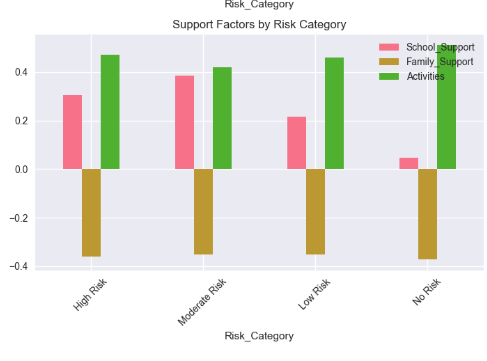 Risk_Category
Support Factors by Risk Category
School_Support
Family_Support
Activities
0.4
0.2
0.0
−0.2
−0.4
High Risk
Moderate Risk
Low Risk
No Risk
Risk_Category